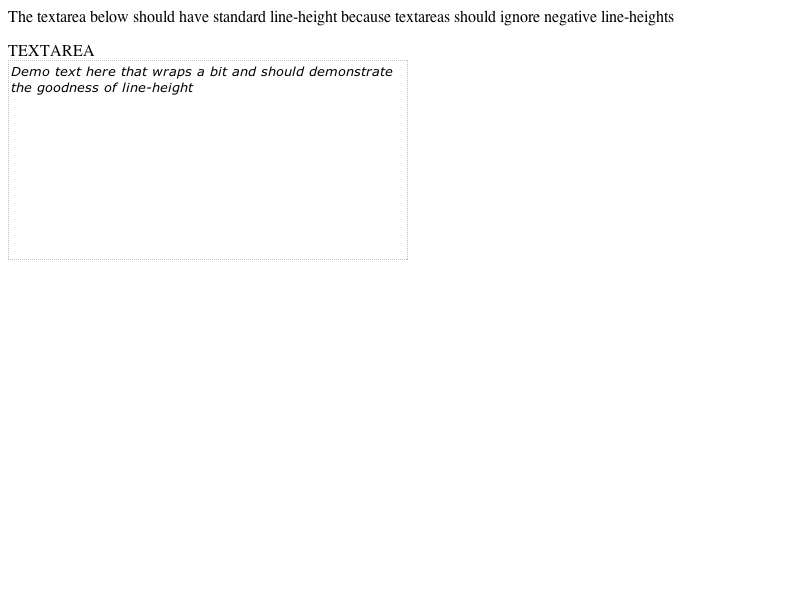 The textarea below should have standard line-height because textareas should ignore negative line-heights
TEXTAREA
Demo text here that wraps a bit and should demonstrate
the goodness of line-height